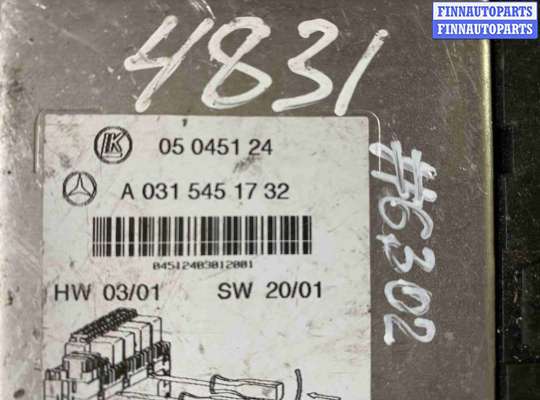 FINNAUTOPARTS
FINNAUTOPARTS
4831
K
05 0451 24
A 031 545 17 32
04512403012001
HW 03/01 SW 20/01
#6302